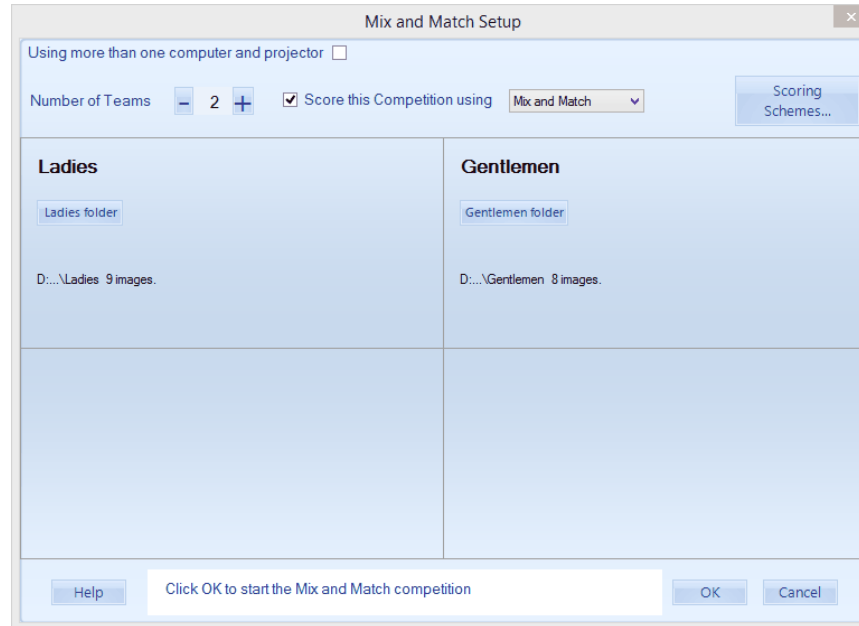 Mix and Match Setup
Using more than one computer and projector
Number of Teams - 2 + Score this Competition using Mix and Match Scoring Schemes...
Ladies
Gentlemen
Ladies folder
Gentlemen folder
D:...\Ladies 9 images.
D:...\Gentlemen 8 images.
Help
Click OK to start the Mix and Match competition
OK
Cancel